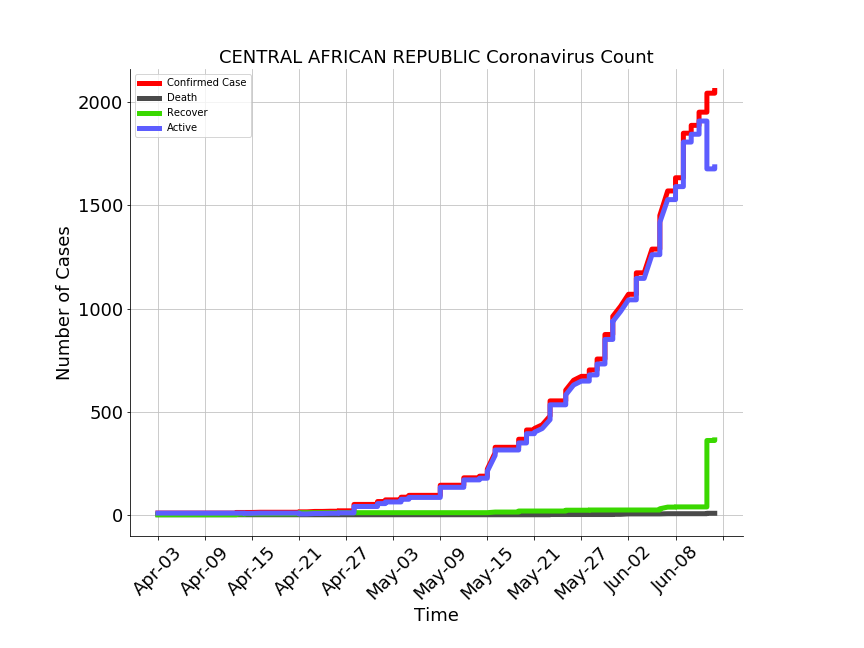 CENTRAL AFRICAN REPUBLIC Coronavirus Count
Confirmed Case
Death
Recover
Active
2000
1500
1000
500
0
Number of Cases
Apr-03
Apr-09
Apr-15
Apr-21
Apr-27
May-03
May-09
May-15
May-21
May-27
Jun-02
Jun-08
Time